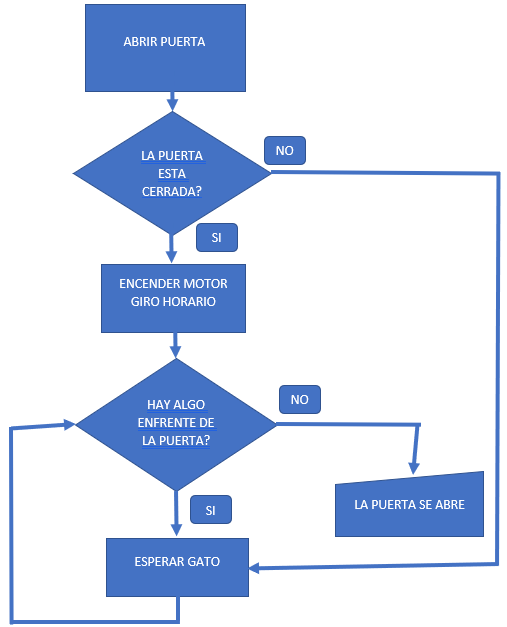 ABRIR PUERTA
LA PUERTA
ESTA
CERRADA?
NO
SI
ENCENDER MOTOR
GIRO HORARIO
HAY ALGO
ENFRENTE DE
LA PUERTA?
NO
SI
LA PUERTA SE ABRE
ESPERAR GATO